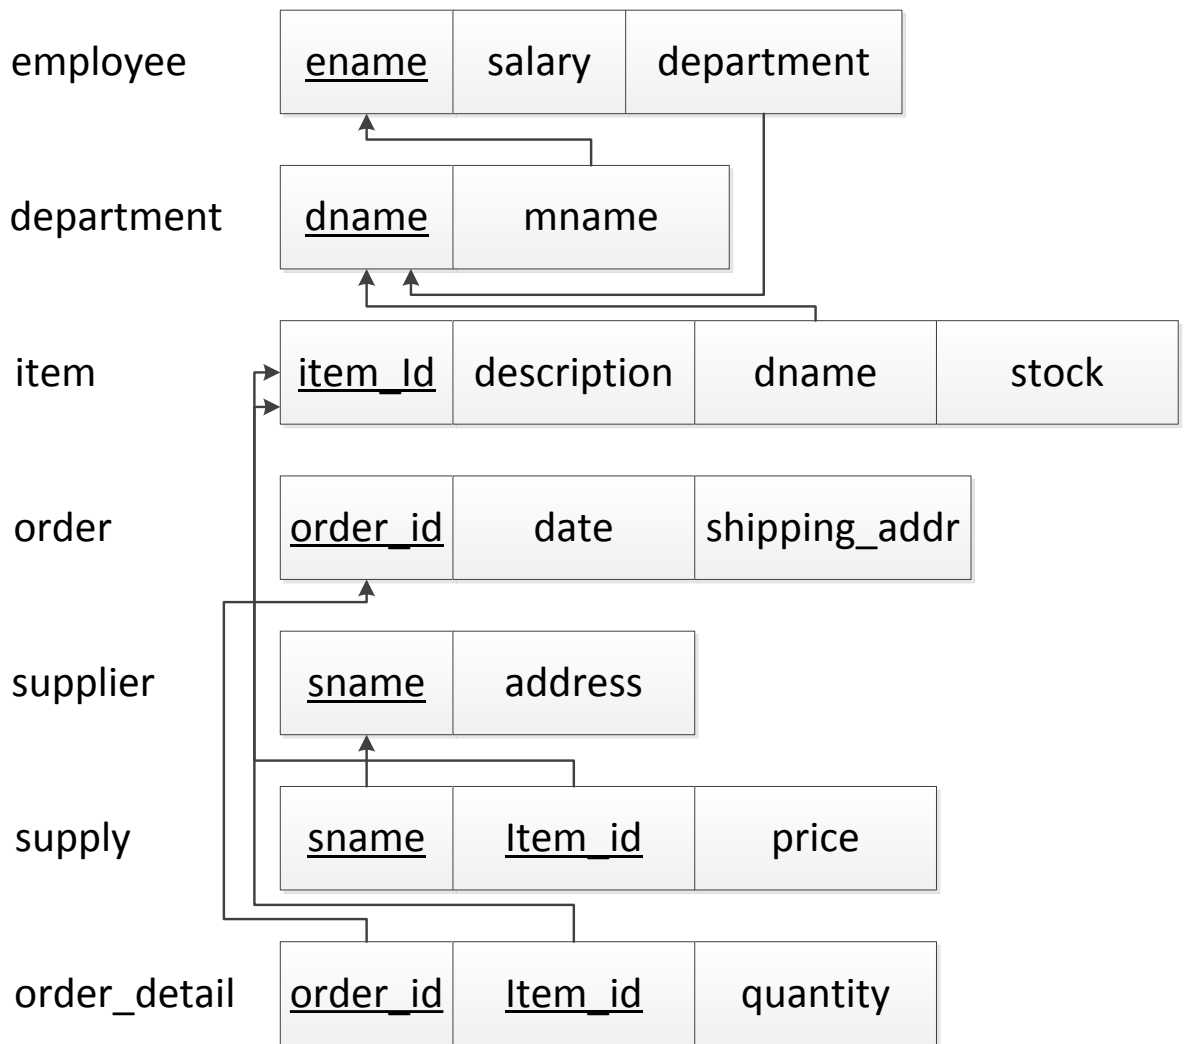 employee ename salary department
department dname mname
item item_Id description dname stock
order order_id date shipping_addr
supplier sname address
supply sname Item_id price
order_detail order_id Item_id quantity